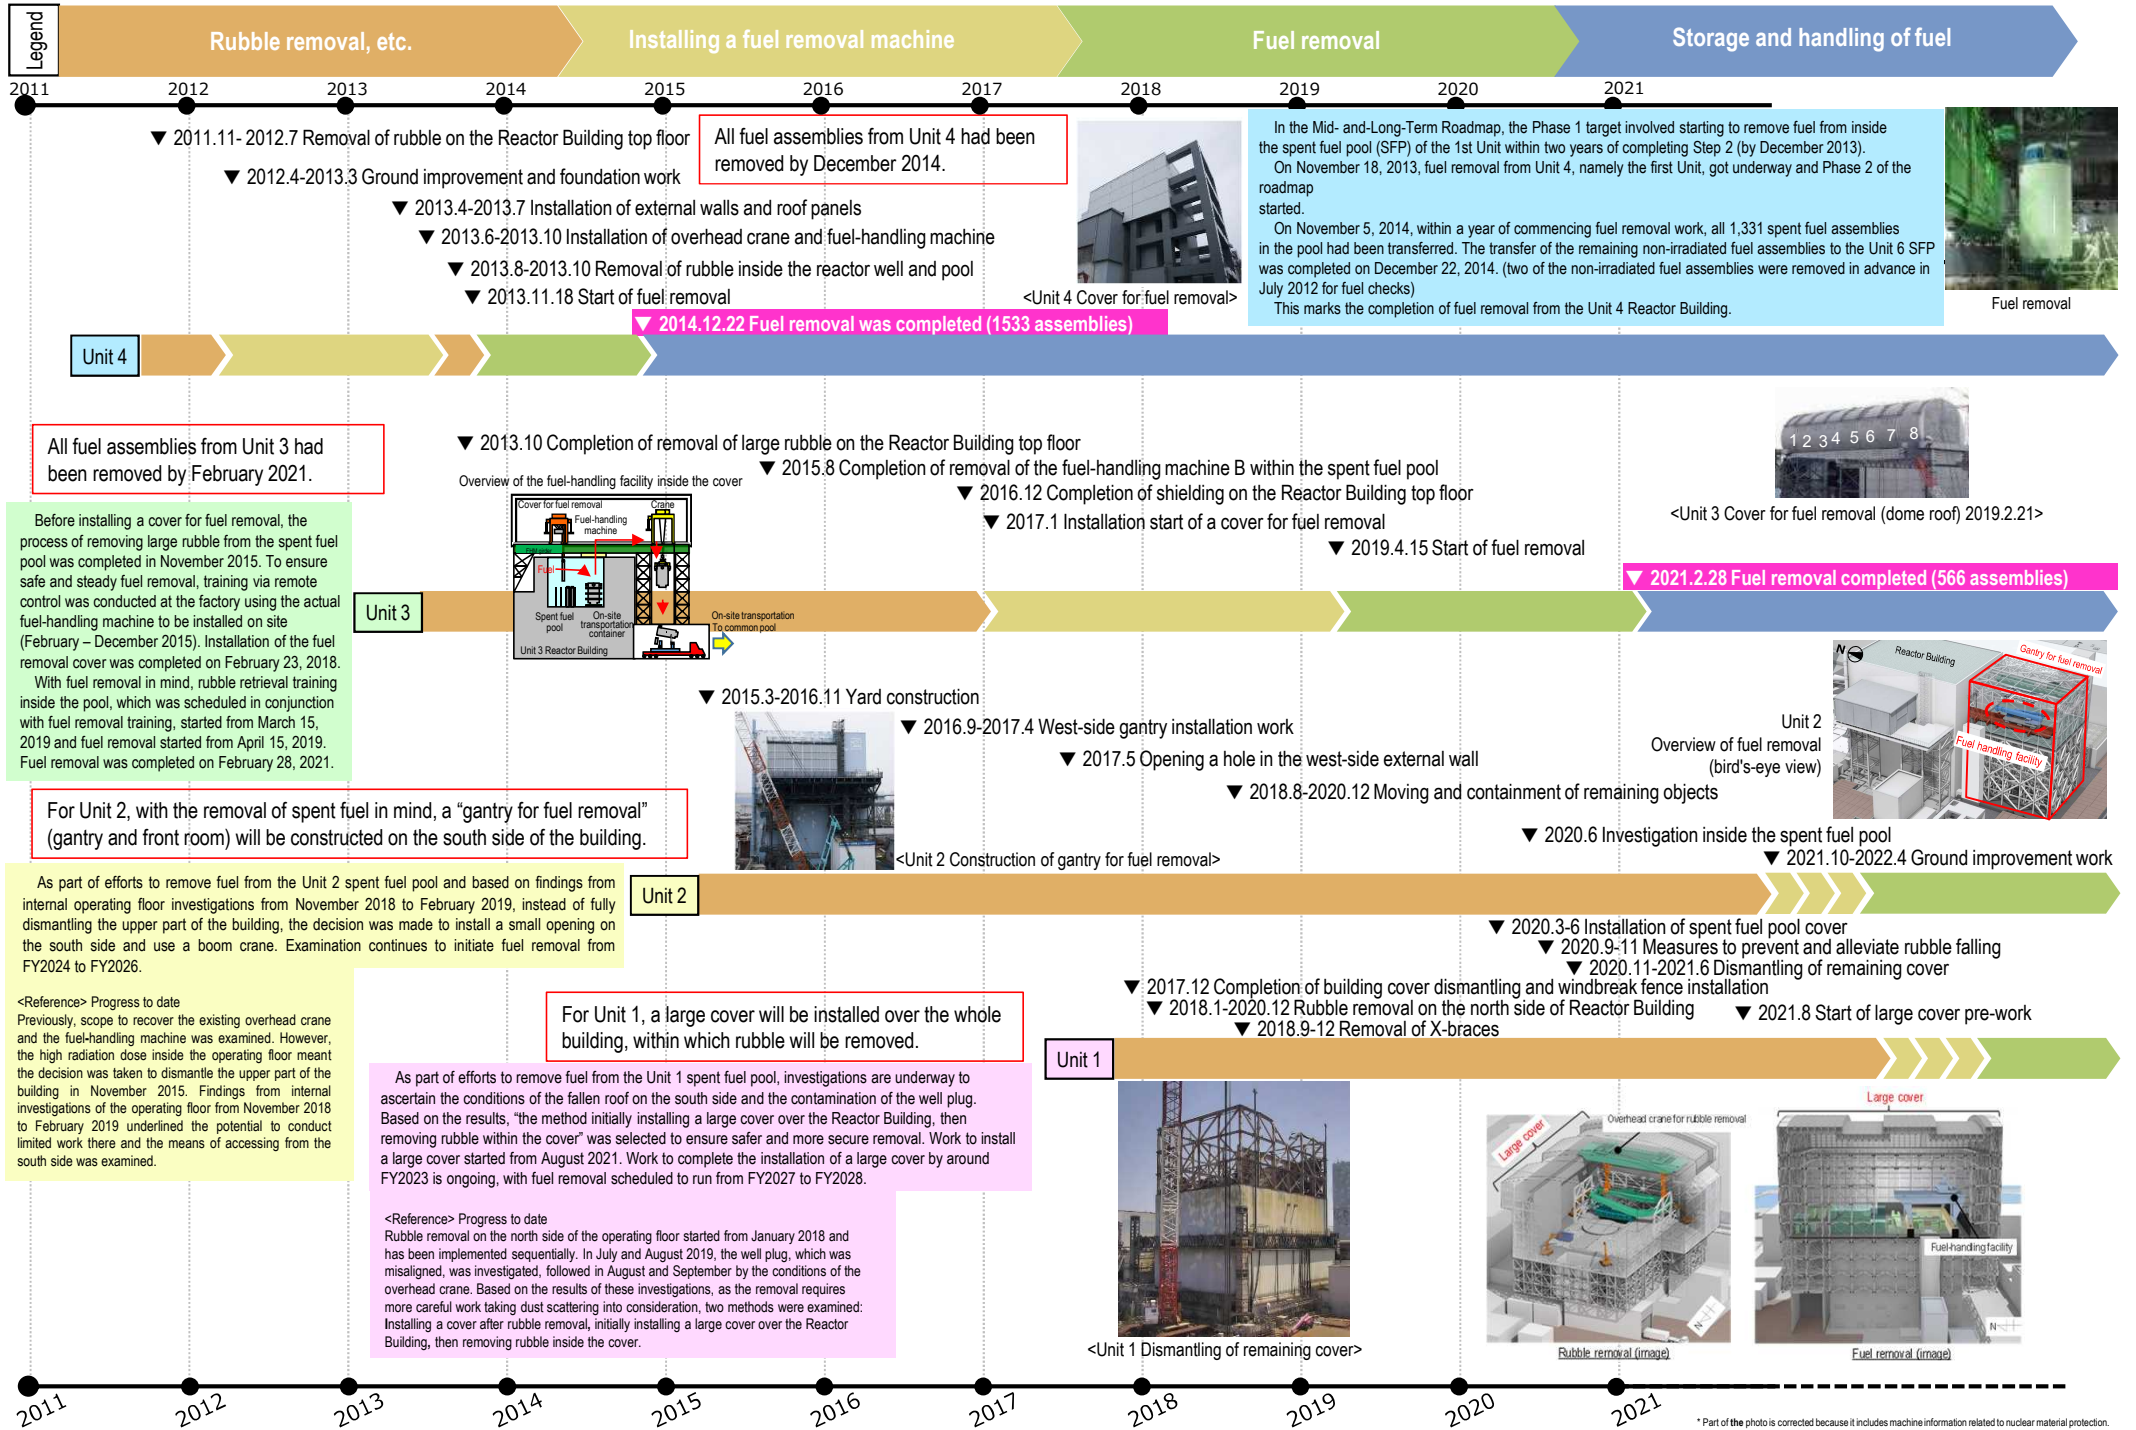 Legend
Rubble removal, etc.
Installing a fuel removal machine
Fuel removal
Storage and handling of fuel
2011
2012
2013
2014
2015
2016
2017
2018
2019
2020
2021
▼ 2011.11- 2012.7 Removal of rubble on the Reactor Building top floor
▼ 2012.4-2013.3 Ground improvement and foundation work
▼ 2013.4-2013.7 Installation of external walls and roof panels
▼ 2013.6-2013.10 Installation of overhead crane and fuel-handling machine
▼ 2013.8-2013.10 Removal of rubble inside the reactor well and pool
▼ 2013.11.18 Start of fuel removal
All fuel assemblies from Unit 4 had been
removed by December 2014.
<Unit 4 Cover for fuel removal>
In the Mid- and-Long-Term Roadmap, the Phase 1 target involved starting to remove fuel from inside
the spent fuel pool (SFP) of the 1st Unit within two years of completing Step 2 (by December 2013).
On November 18, 2013, fuel removal from Unit 4, namely the first Unit, got underway and Phase 2 of the
roadmap
started.
On November 5, 2014, within a year of commencing fuel removal work, all 1,331 spent fuel assemblies
in the pool had been transferred. The transfer of the remaining non-irradiated fuel assemblies to the Unit 6 SFP
was completed on December 22, 2014. (two of the non-irradiated fuel assemblies were removed in advance in
July 2012 for fuel checks)
This marks the completion of fuel removal from the Unit 4 Reactor Building.
Fuel removal
▼ 2014.12.22 Fuel removal was completed (1533 assemblies)
Unit 4
All fuel assemblies from Unit 3 had
been removed by February 2021.
▼ 2013.10 Completion of removal of large rubble on the Reactor Building top floor
▼ 2015.8 Completion of removal of the fuel-handling machine B within the spent fuel pool
▼ 2016.12 Completion of shielding on the Reactor Building top floor
▼ 2017.1 Installation start of a cover for fuel removal
▼ 2019.4.15 Start of fuel removal
1 2 3 4 5 6 7 8
<Unit 3 Cover for fuel removal (dome roof) 2019.2.21>
▼ 2021.2.28 Fuel removal completed (566 assemblies)
Before installing a cover for fuel removal, the
process of removing large rubble from the spent fuel
pool was completed in November 2015. To ensure
safe and steady fuel removal, training via remote
control was conducted at the factory using the actual
fuel-handling machine to be installed on site
(February – December 2015). Installation of the fuel
removal cover was completed on February 23, 2018.
With fuel removal in mind, rubble retrieval training
inside the pool, which was scheduled in conjunction
with fuel removal training, started from March 15,
2019 and fuel removal started from April 15, 2019.
Fuel removal was completed on February 28, 2021.
Unit 3
Overview of the fuel-handling facility inside the cover
Cover for fuel removal
Crane
Fuel-handling
machine
FHM girder
Fuel
Spent fuel
pool
On-site
transportation
container
Unit 3 Reactor Building
On-site transportation
To common pool
▼ 2015.3-2016.11 Yard construction
▼ 2016.9-2017.4 West-side gantry installation work
▼ 2017.5 Opening a hole in the west-side external wall
▼ 2018.8-2020.12 Moving and containment of remaining objects
▼ 2020.6 Investigation inside the spent fuel pool
▼ 2021.10-2022.4 Ground improvement work
Unit 2
Overview of fuel removal
(bird's-eye view)
N
Reactor Building
Gantry for fuel removal
Fuel handling facility
For Unit 2, with the removal of spent fuel in mind, a “gantry for fuel removal”
(gantry and front room) will be constructed on the south side of the building.
<Unit 2 Construction of gantry for fuel removal>
As part of efforts to remove fuel from the Unit 2 spent fuel pool and based on findings from
internal operating floor investigations from November 2018 to February 2019, instead of fully
dismantling the upper part of the building, the decision was made to install a small opening on
the south side and use a boom crane. Examination continues to initiate fuel removal from
FY2024 to FY2026.
Unit 2
<Reference> Progress to date
Previously, scope to recover the existing overhead crane
and the fuel-handling machine was examined. However,
the high radiation dose inside the operating floor meant
the decision was taken to dismantle the upper part of the
building in November 2015. Findings from internal
investigations of the operating floor from November 2018
to February 2019 underlined the potential to conduct
limited work there and the means of accessing from the
south side was examined.
▼ 2020.3-6 Installation of spent fuel pool cover
▼ 2020.9-11 Measures to prevent and alleviate rubble falling
▼ 2020.11-2021.6 Dismantling of remaining cover
▼ 2017.12 Completion of building cover dismantling and windbreak fence installation
▼ 2018.1-2020.12 Rubble removal on the north side of Reactor Building
▼ 2018.9-12 Removal of X-braces
▼ 2021.8 Start of large cover pre-work
For Unit 1, a large cover will be installed over the whole
building, within which rubble will be removed.
Unit 1
As part of efforts to remove fuel from the Unit 1 spent fuel pool, investigations are underway to
ascertain the conditions of the fallen roof on the south side and the contamination of the well plug.
Based on the results, “the method initially installing a large cover over the Reactor Building, then
removing rubble within the cover” was selected to ensure safer and more secure removal. Work to install
a large cover started from August 2021. Work to complete the installation of a large cover by around
FY2023 is ongoing, with fuel removal scheduled to run from FY2027 to FY2028.
<Reference> Progress to date
Rubble removal on the north side of the operating floor started from January 2018 and
has been implemented sequentially. In July and August 2019, the well plug, which was
misaligned, was investigated, followed in August and September by the conditions of the
overhead crane. Based on the results of these investigations, as the removal requires
more careful work taking dust scattering into consideration, two methods were examined:
Installing a cover after rubble removal, initially installing a large cover over the Reactor
Building, then removing rubble inside the cover.
<Unit 1 Dismantling of remaining cover>
Large cover
Overhead crane for rubble removal
N
Rubble removal (image)
Large cover
Fuel-handling facility
N
Fuel removal (image)
2011
2012
2013
2014
2015
2016
2017
2018
2019
2020
2021
* Part of the photo is corrected because it includes machine information related to nuclear material protection.